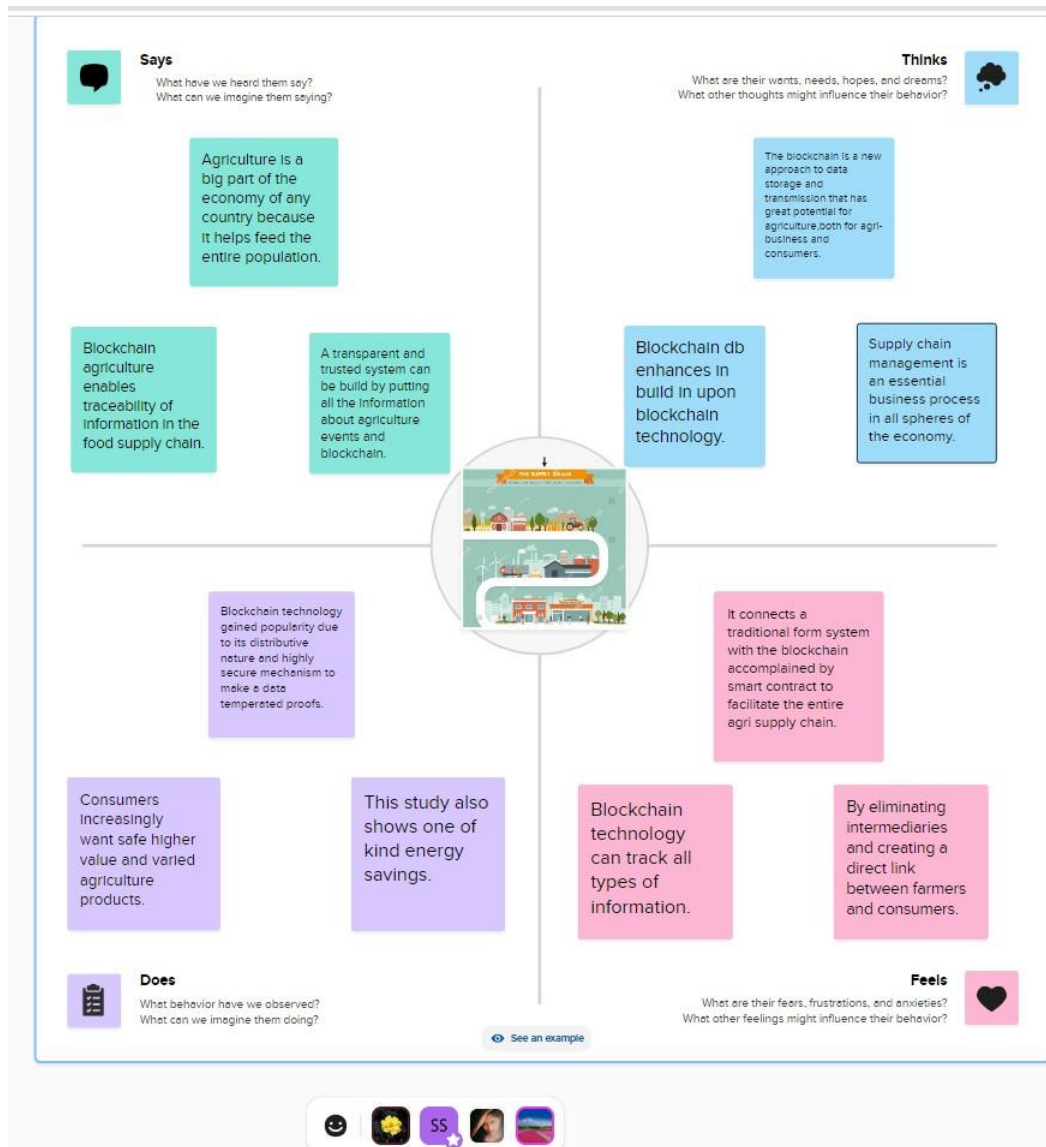 Says
What have we heard them say?
What can we imagine them saying?
Thinks
What are their wants, needs, hopes, and dreams?
What other thoughts might influence their behavior?
Agriculture is a
big part of the
economy of any
country because
it helps feed the
entire population.
Blockchain
agriculture
enables
traceability of
information in the
food supply chain.
A transparent and
trusted system can
be build by putting
all the information
about agriculture
events and
blockchain.
The blockchain is a new
approach to data
storage and
transmission that has
great potential for
agriculture,both for agri-
business and
consumers.
Blockchain db
enhances in
build in upon
blockchain
technology.
Supply chain
management is
an essential
business process
in all spheres of
the economy.
THE SUPPLY CHAIN
Blockchain technology
gained popularity due
to its distributive
nature and highly
secure mechanism to
make a data
temperated proofs.
Consumers
increasingly
want safe higher
value and varied
agriculture
products.
This study also
shows one of
kind energy
savings.
It connects a
traditional form system
with the blockchain
accomplained by
smart contract to
facilitate the entire
agri supply chain.
Blockchain
technology
can track all
types of
information.
By eliminating
intermediaries
and creating a
direct link
between farmers
and consumers.
Does
What behavior have we observed?
What can we imagine them doing?
Feels
What are their fears, frustrations, and anxieties?
What other feelings might influence their behavior?
See an example
SS